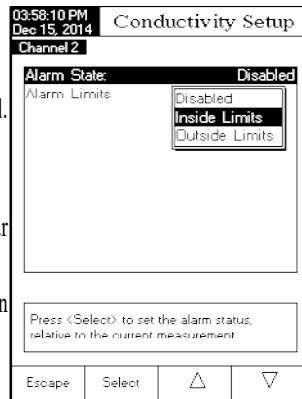 03:58:10 PM
Dec 15, 2014
Conductivity Setup
Channel 2
Alarm State: Disabled
Alarm Limits
Disabled
Inside Limits
Outside Limits
Press <Select> to set the alarm status,
relative to the current measurement
Escape Select △ ▽